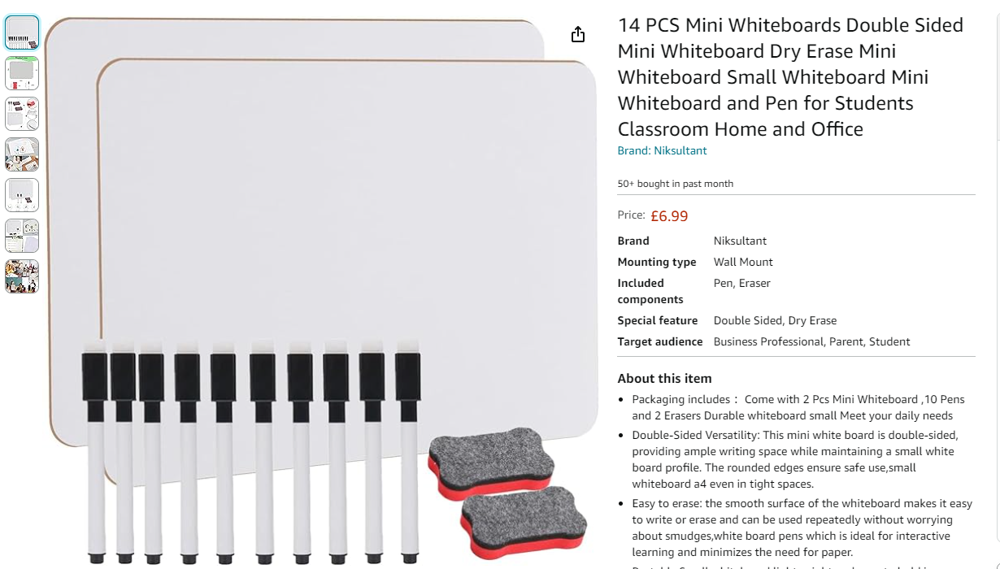 14 PCS Mini Whiteboards Double Sided
Mini Whiteboard Dry Erase Mini
Whiteboard Small Whiteboard Mini
Whiteboard and Pen for Students
Classroom Home and Office
Brand: Niksultant
50+ bought in past month
Price: £6.99
Brand Niksultant
Mounting type Wall Mount
Included Pen, Eraser
components
Special feature Double Sided, Dry Erase
Target audience Business Professional, Parent, Student
About this item
Packaging includes： Come with 2 Pcs Mini Whiteboard ,10 Pens
and 2 Erasers Durable whiteboard small Meet your daily needs
Double-Sided Versatility: This mini white board is double-sided,
providing ample writing space while maintaining a small white
board profile. The rounded edges ensure safe use,small
whiteboard a4 even in tight spaces.
Easy to erase: the smooth surface of the whiteboard makes it easy
to write or erase and can be used repeatedly without worrying
about smudges,white board pens which is ideal for interactive
learning and minimizes the need for paper.